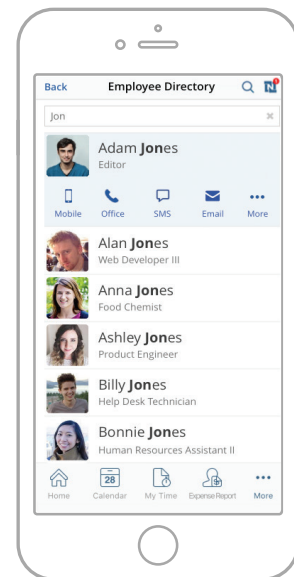 Back Employee Directory N 1
Jon
Adam Jones
Editor
Mobile Office SMS Email More
Alan Jones
Web Developer III
Anna Jones
Food Chemist
Ashley Jones
Product Engineer
Billy Jones
Help Desk Technician
Bonnie Jones
Human Resources Assistant II
28
Home Calendar My Time Expense Report More